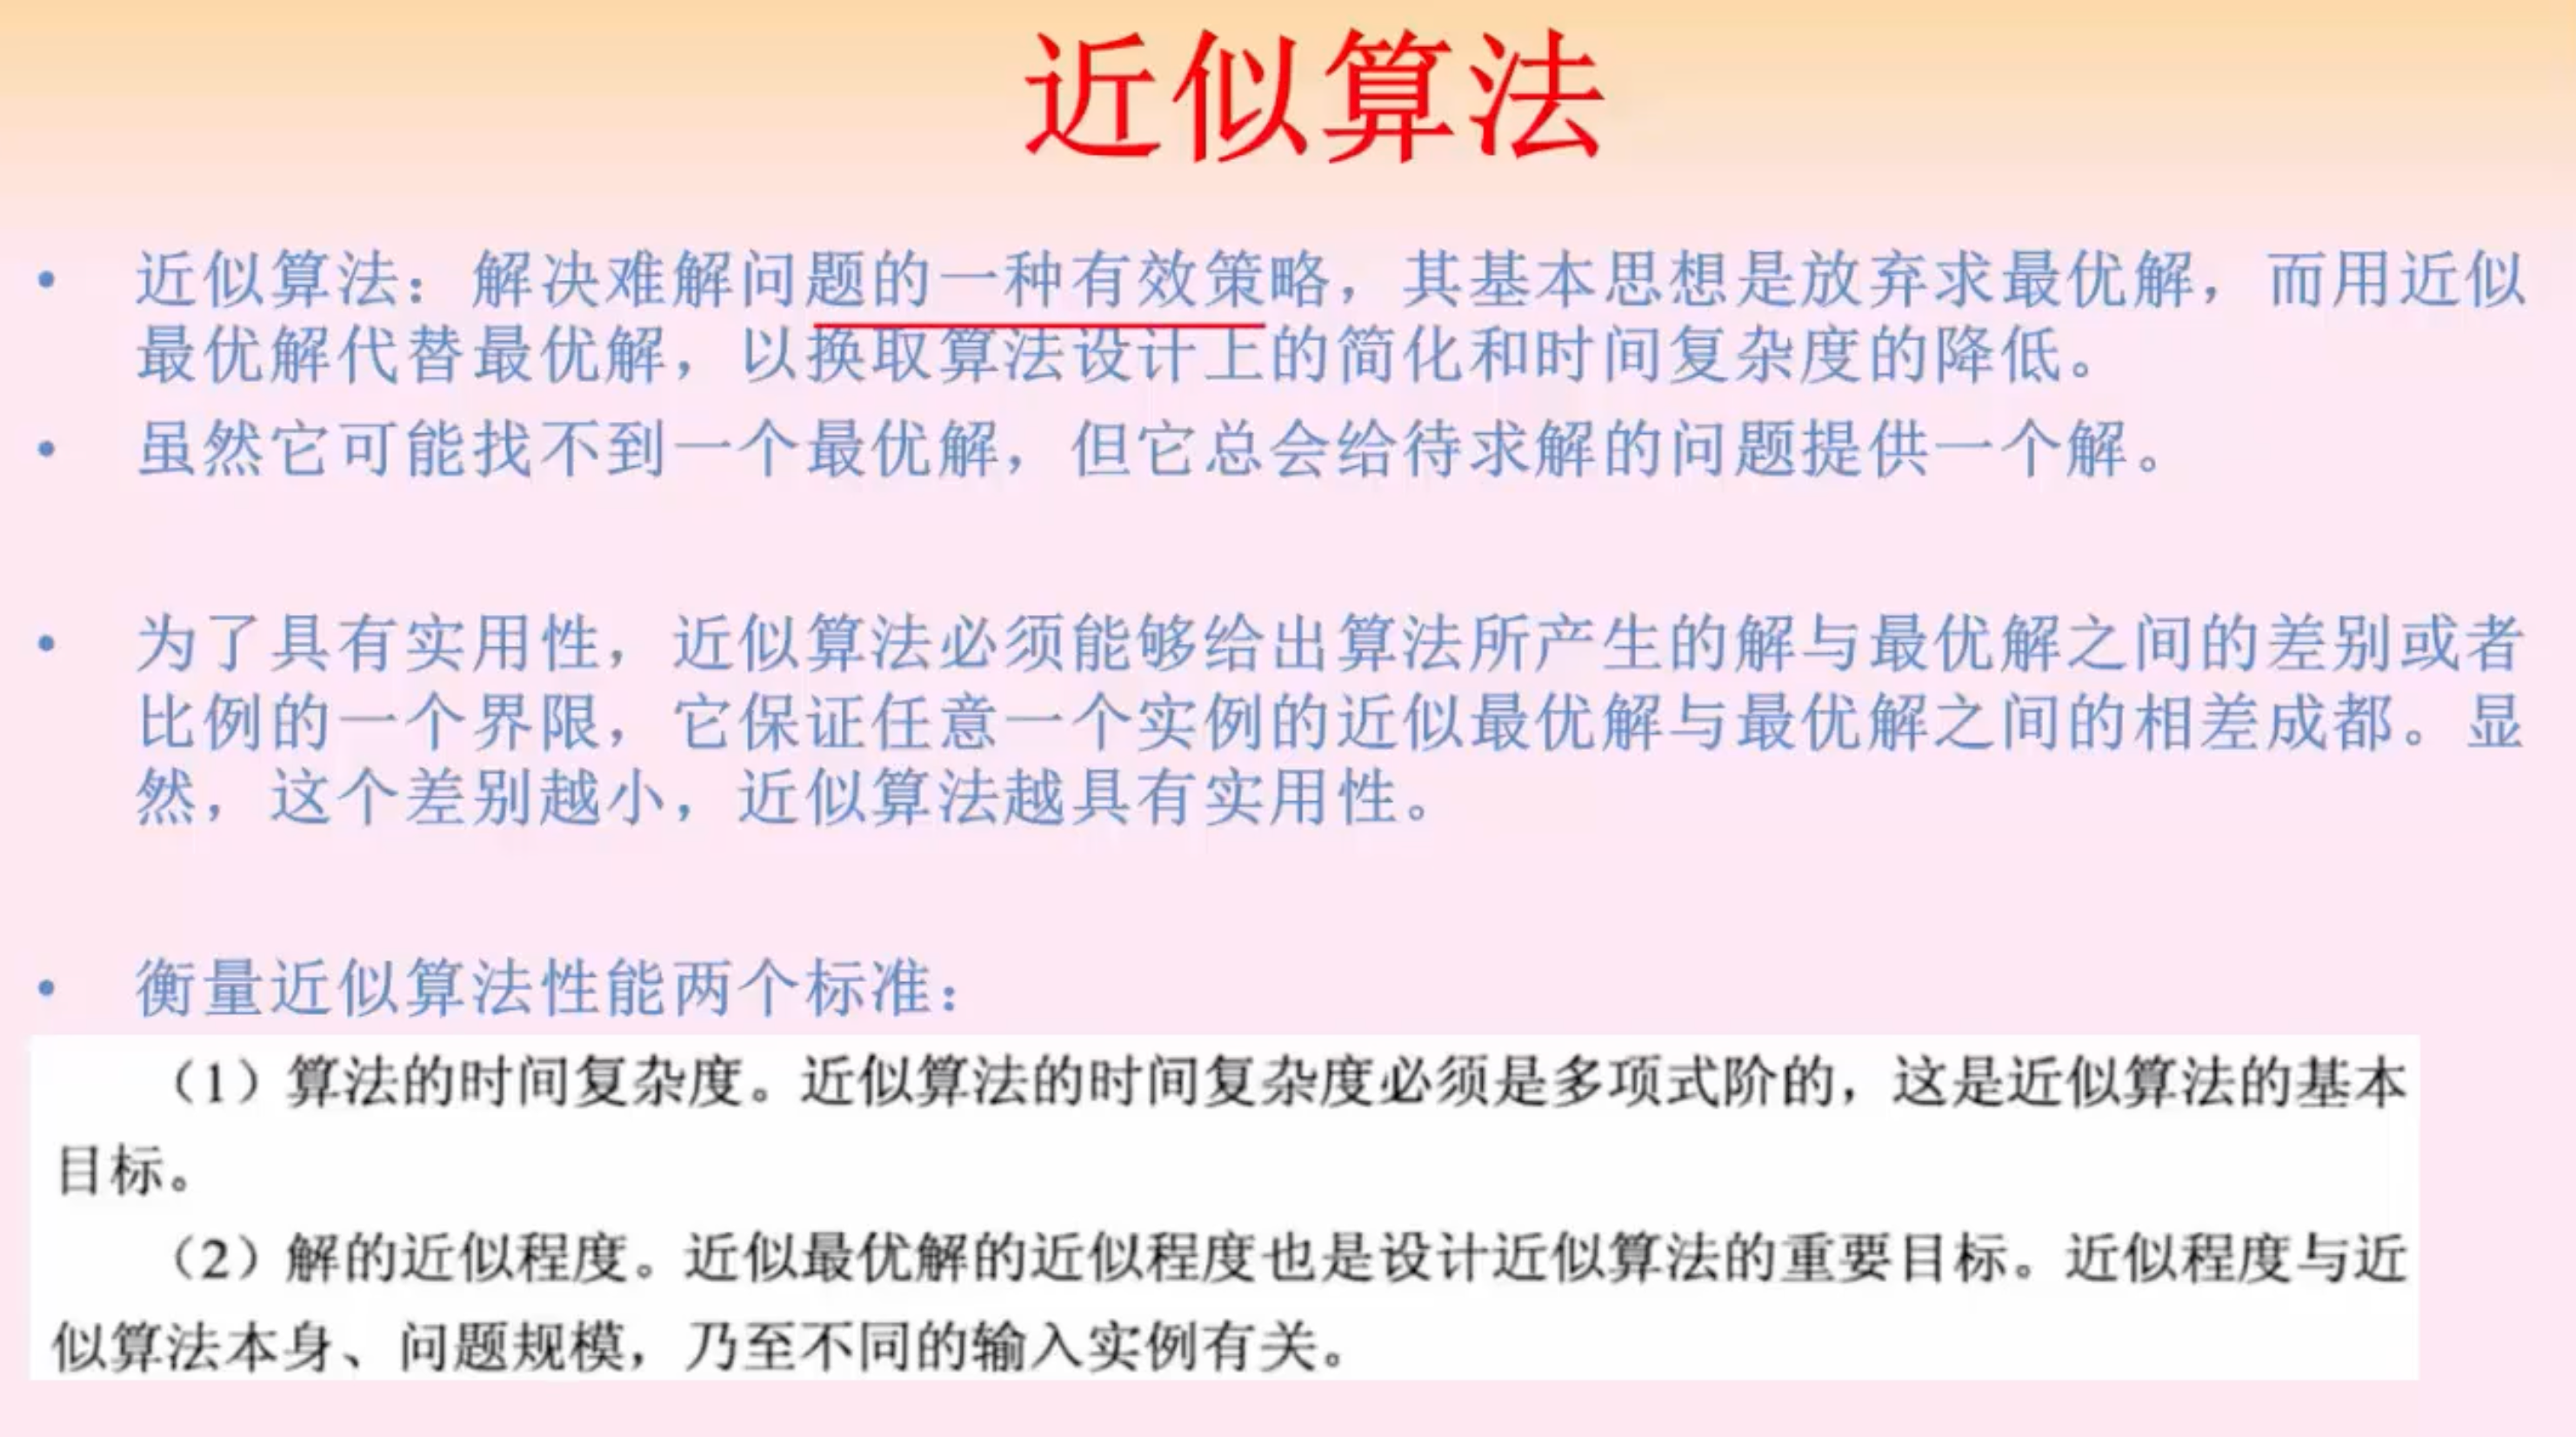 近似算法
• 近似算法：解决难解问题的一种有效策略，其基本思想是放弃求最优解，而用近似
最优解代替最优解，以换取算法设计上的简化和时间复杂度的降低。
• 虽然它可能找不到一个最优解，但它总会给待求解的问题提供一个解。
• 为了具有实用性，近似算法必须能够给出算法所产生的解与最优解之间的差别或者
比例的一个界限，它保证任意一个实例的近似最优解与最优解之间的相差成都。显
然，这个差别越小，近似算法越具有实用性。
• 衡量近似算法性能两个标准：
（1）算法的时间复杂度。近似算法的时间复杂度必须是多项式阶的，这是近似算法的基本
目标。
（2）解的近似程度。近似最优解的近似程度也是设计近似算法的重要目标。近似程度与近
似算法本身、问题规模，乃至不同的输入实例有关。